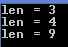 len = 3
len = 4
len = 9